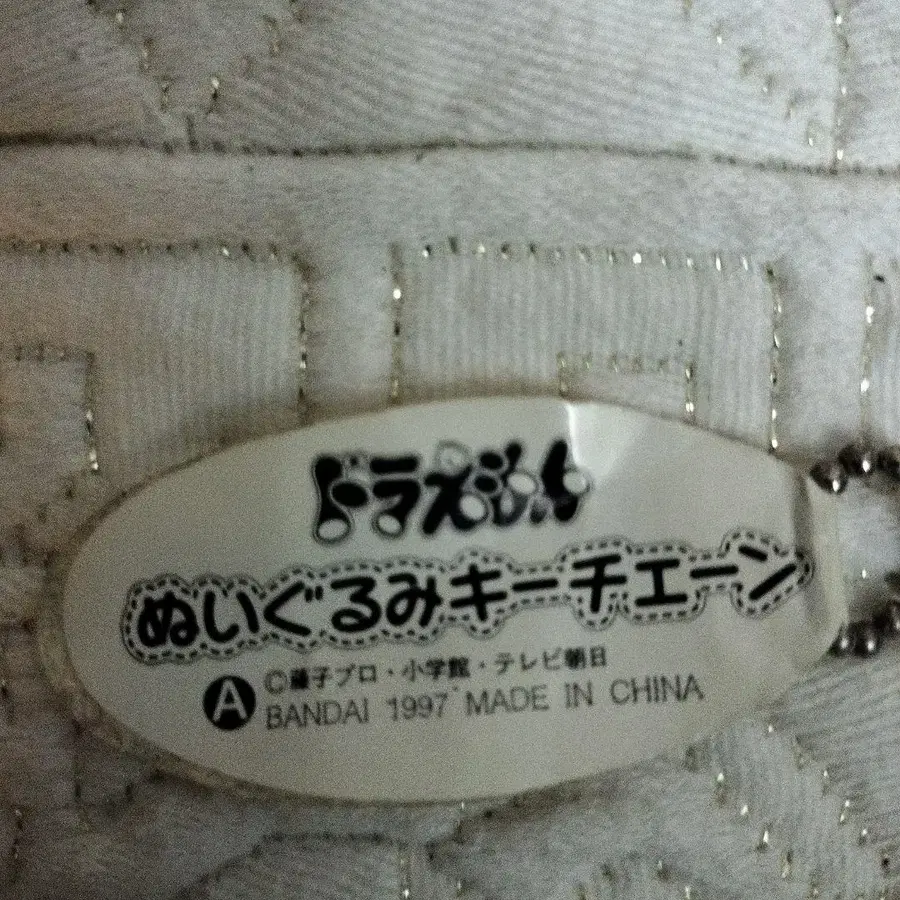 ドラえもん
ぬいぐるみキーチェーン
Ⓐ ©藤子プロ・小学館・テレビ朝日
BANDAI 1997 MADE IN CHINA